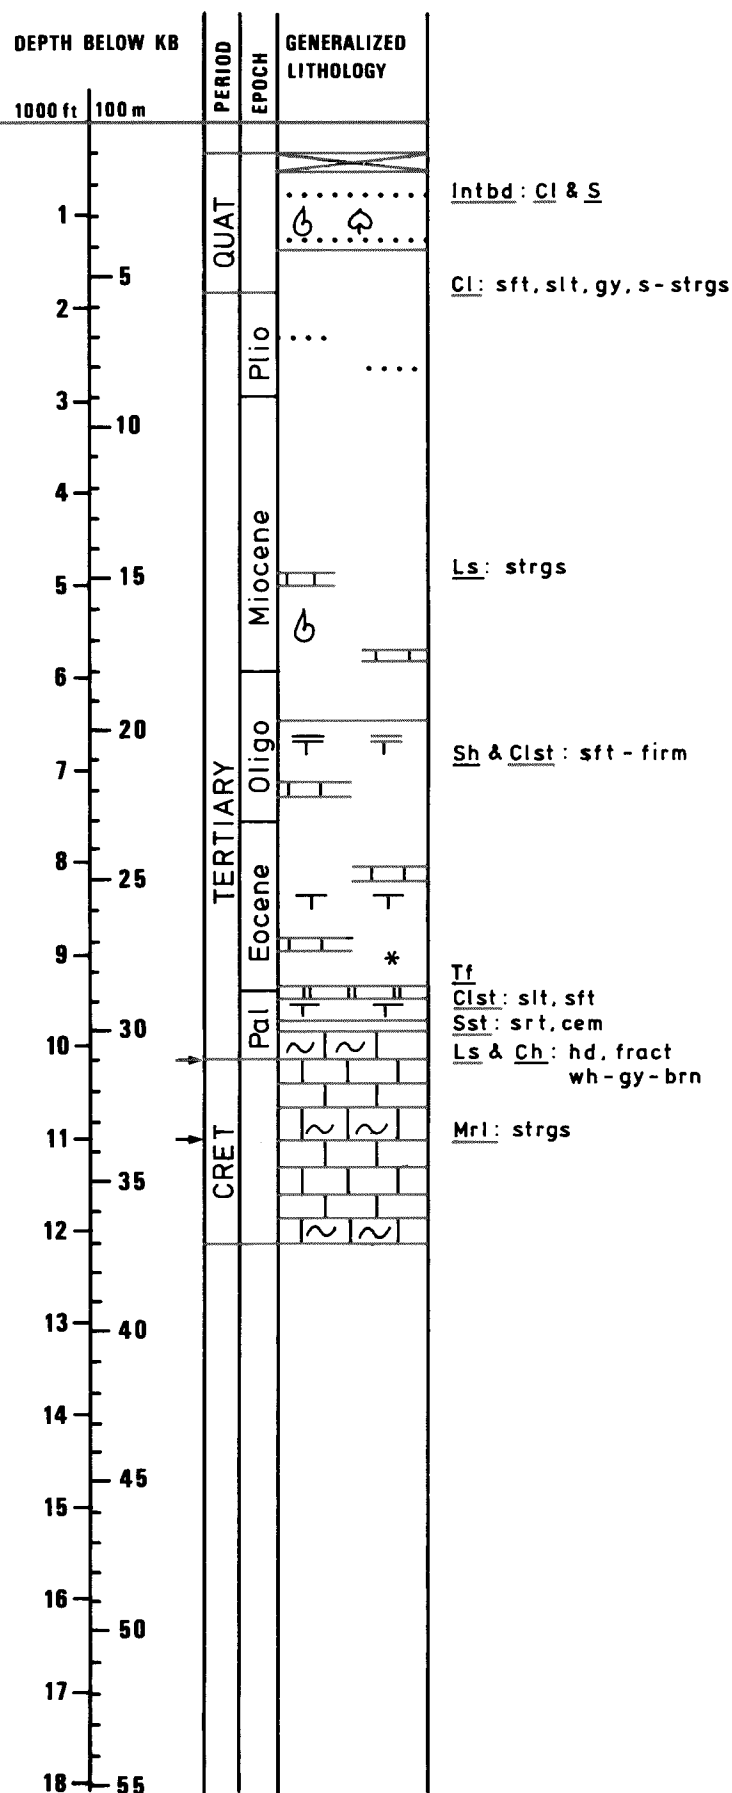 DEPTH BELOW KB
PERIOD
EPOCH
GENERALIZED
LITHOLOGY
1000 ft
100 m
Intbd: Cl & S
1
QUAT
5
Cl: sft, slt, gy, s-strgs
2
Plio
3
10
4
Miocene
15
Ls: strgs
5
6
20
Oligo
Sh & Clst: sft-firm
7
TERTIARY
8
25
Eocene
9
*
Tf
Clst: slt, sft
Pal
Sst: srt, cem
30
10
Ls & Ch: hd, fract
wh-gy-brn
11
Mrl: strgs
CRET
35
12
13
40
14
45
15
16
50
17
18
55